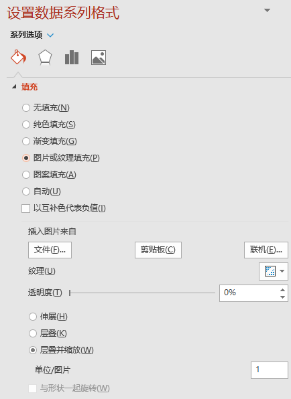 设置数据系列格式
系列选项
填充
无填充(N)
纯色填充(S)
渐变填充(G)
图片或纹理填充(P)
图案填充(A)
自动(U)
以互补色代表负值(I)
插入图片来自
文件(F)... 剪贴板(C) 联机(E)...
纹理(U)
透明度(T) 0%
伸展(H)
层叠(K)
层叠并缩放(W)
单位/图片 1
与形状一起旋转(W)